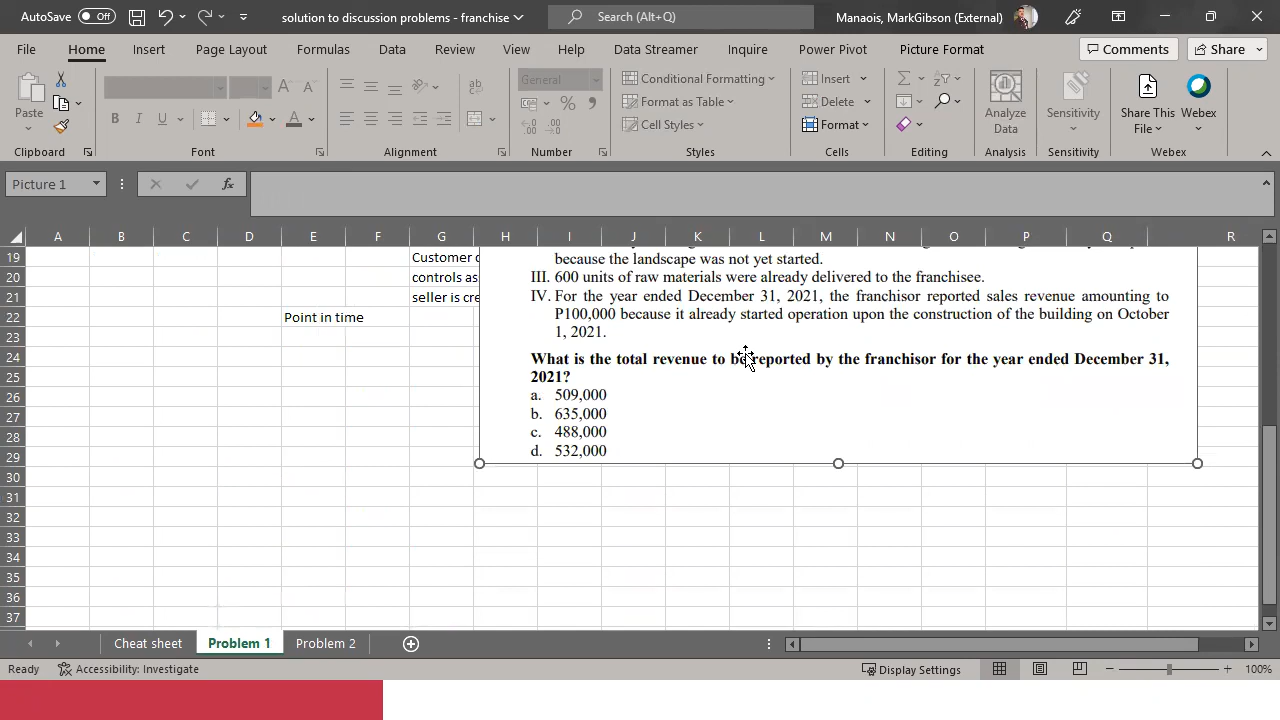 AutoSave Off solution to discussion problems - franchise Search (Alt+Q) Manaois, MarkGibson (External)
File Home Insert Page Layout Formulas Data Review View Help Data Streamer Inquire Power Pivot Picture Format Comments Share
Paste
Clipboard
B I U A
Font
ab
Alignment
General
% 9
Number
Conditional Formatting
Format as Table
Cell Styles
Styles
Insert
Delete
Format
Cells
Editing
Analyze
Data
Analysis
Sensitivity
Sensitivity
Share This
File
Webex
Webex
Picture 1 fx
A B C D E F G H I J K L M N O P Q R
19 Customer
20 controls as
21 seller is cre
22 Point in time
23
24
25
26
27
28
29
30
31
32
33
34
35
36
37
because the landscape was not yet started.
III. 600 units of raw materials were already delivered to the franchisee.
IV. For the year ended December 31, 2021, the franchisor reported sales revenue amounting to
P100,000 because it already started operation upon the construction of the building on October
1, 2021.
What is the total revenue to be reported by the franchisor for the year ended December 31,
2021?
a. 509,000
b. 635,000
c. 488,000
d. 532,000
Cheat sheet Problem 1 Problem 2
Ready Accessibility: Investigate Display Settings 100%